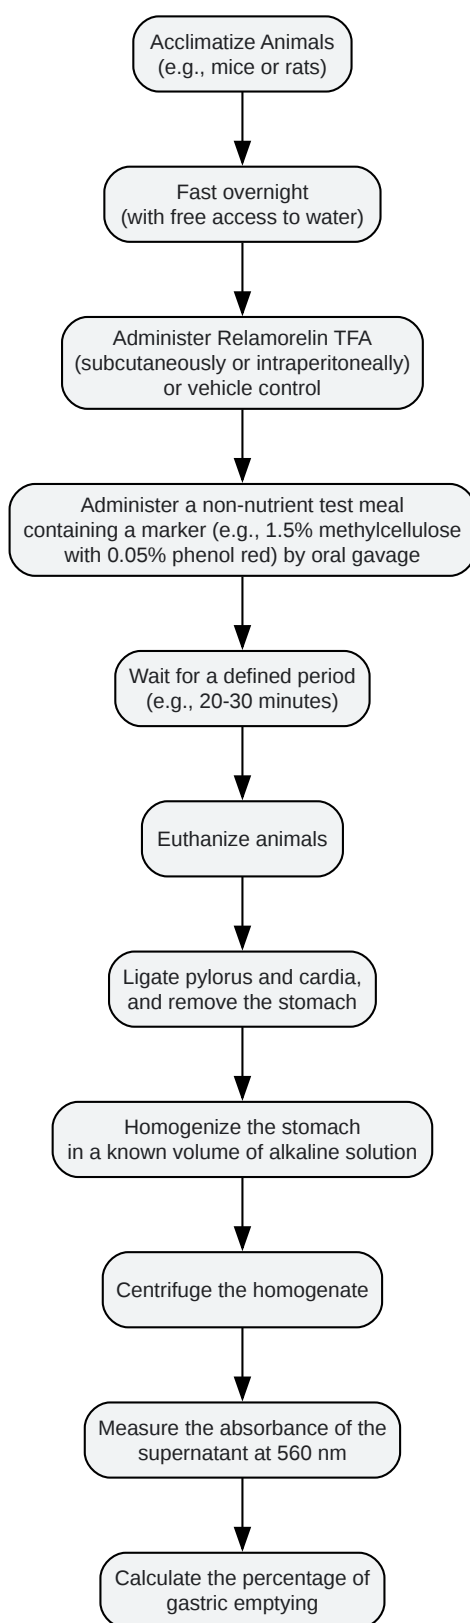 Acclimatize Animals
(e.g., mice or rats)
Fast overnight
(with free access to water)
Administer Relamorelin TFA
(subcutaneously or intraperitoneally)
or vehicle control
Administer a non-nutrient test meal
containing a marker (e.g., 1.5% methylcellulose
with 0.05% phenol red) by oral gavage
Wait for a defined period
(e.g., 20-30 minutes)
Euthanize animals
Ligate pylorus and cardia,
and remove the stomach
Homogenize the stomach
in a known volume of alkaline solution
Centrifuge the homogenate
Measure the absorbance of the
supernatant at 560 nm
Calculate the percentage of
gastric emptying